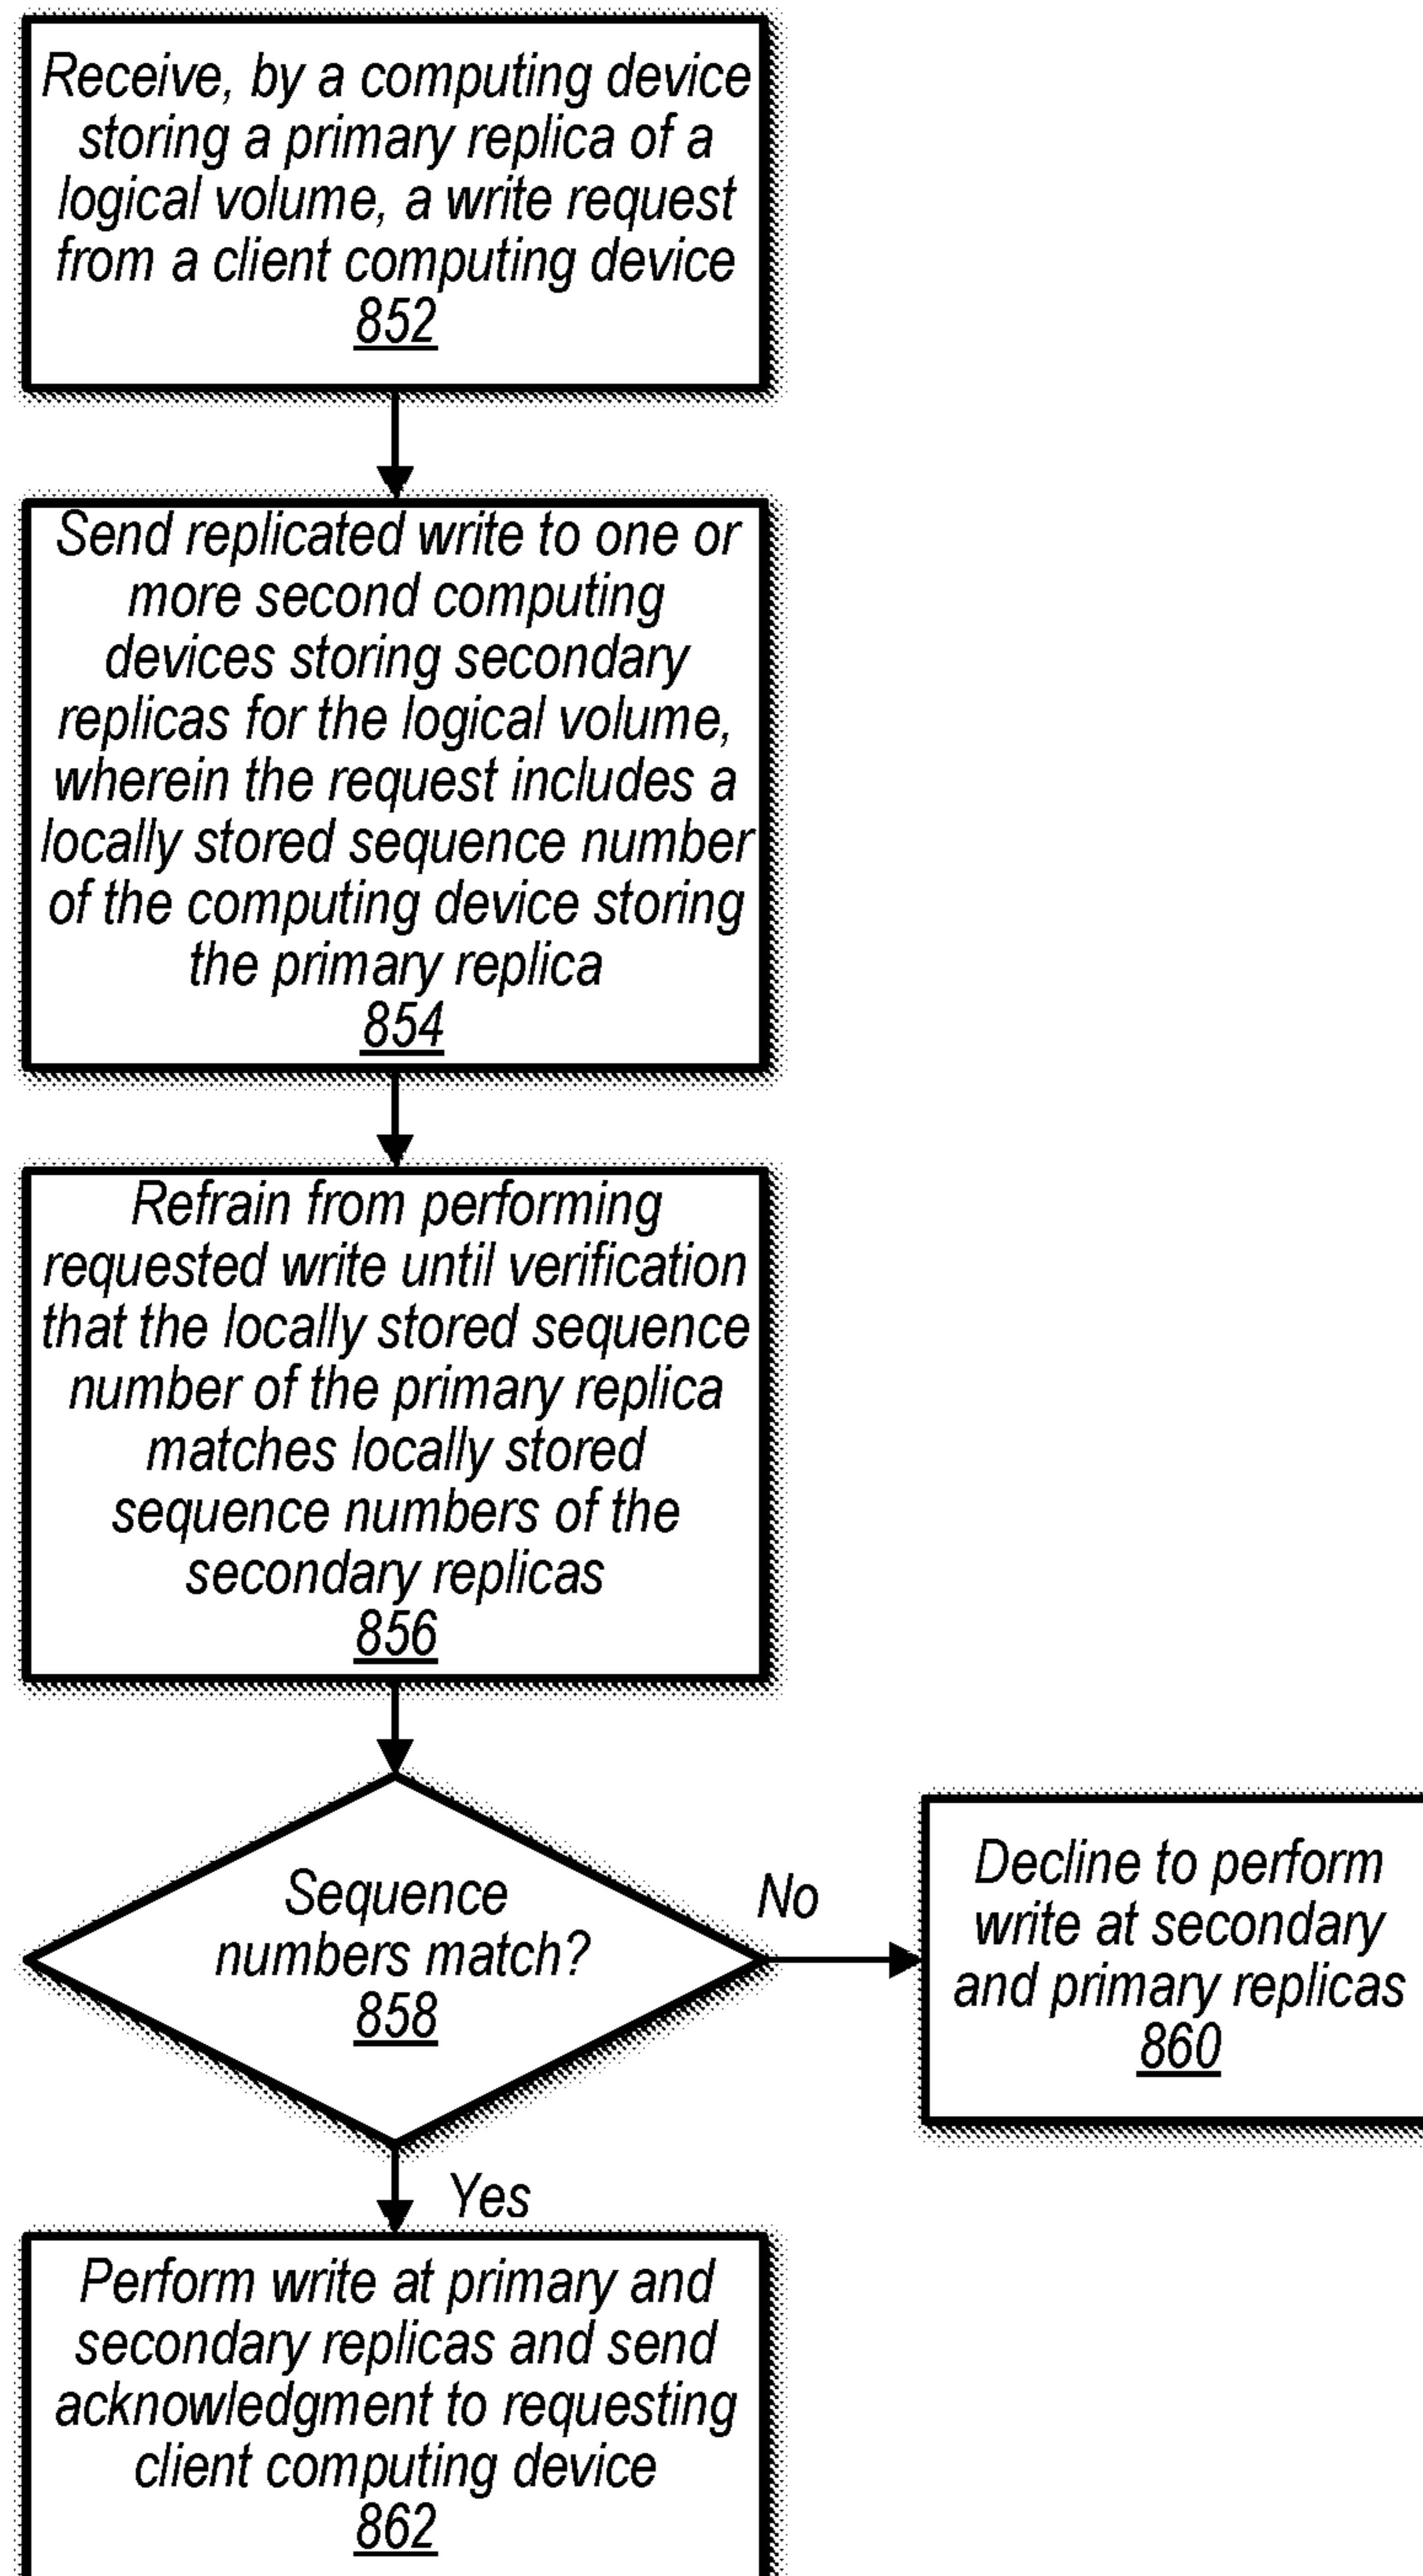 Receive, by a computing device
storing a primary replica of a
logical volume, a write request
from a client computing device
852
Send replicated write to one or
more second computing
devices storing secondary
replicas for the logical volume,
wherein the request includes a
locally stored sequence number
of the computing device storing
the primary replica
854
Refrain from performing
requested write until verification
that the locally stored sequence
number of the primary replica
matches locally stored
sequence numbers of the
secondary replicas
856
Sequence
numbers match?
858
No
Decline to perform
write at secondary
and primary replicas
860
Yes
Perform write at primary and
secondary replicas and send
acknowledgment to requesting
client computing device
862